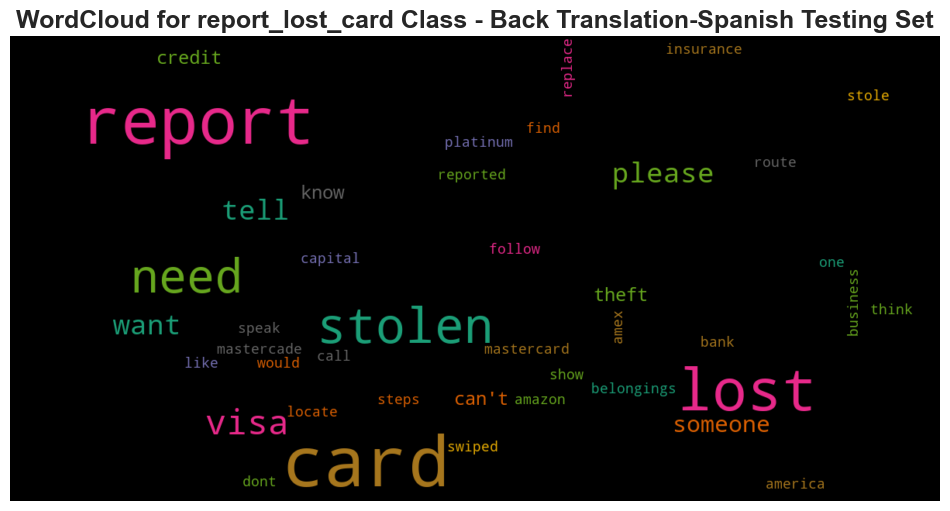 WordCloud for report_lost_card Class - Back Translation-Spanish Testing Set
insurance
credit
replace
stole
report
find
platinum
route
please
reported
know
tell
follow
capital
one
need
theft
business
think
want
stolen
amex
speak
bank
mastercade
call
mastercard
like
would
show
belongings
lost
steps
can't
amazon
locate
visa
someone
swiped
card
dont
america